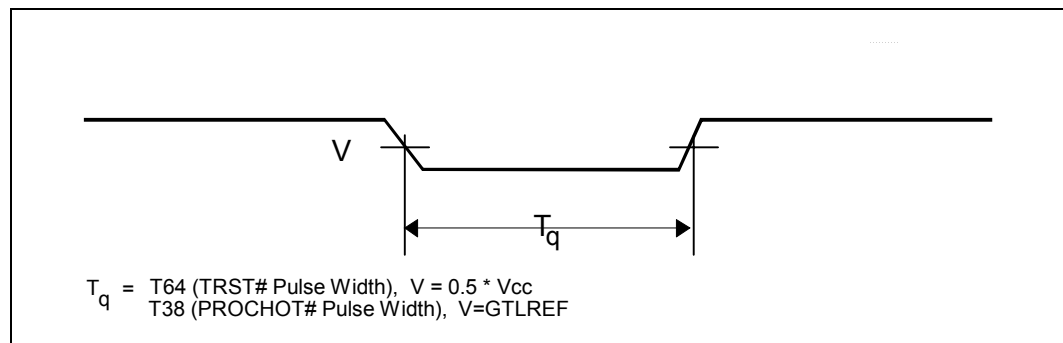 V
Tq
Tq = T64 (TRST# Pulse Width), V = 0.5 * Vcc
T38 (PROCHOT# Pulse Width), V=GTLREF